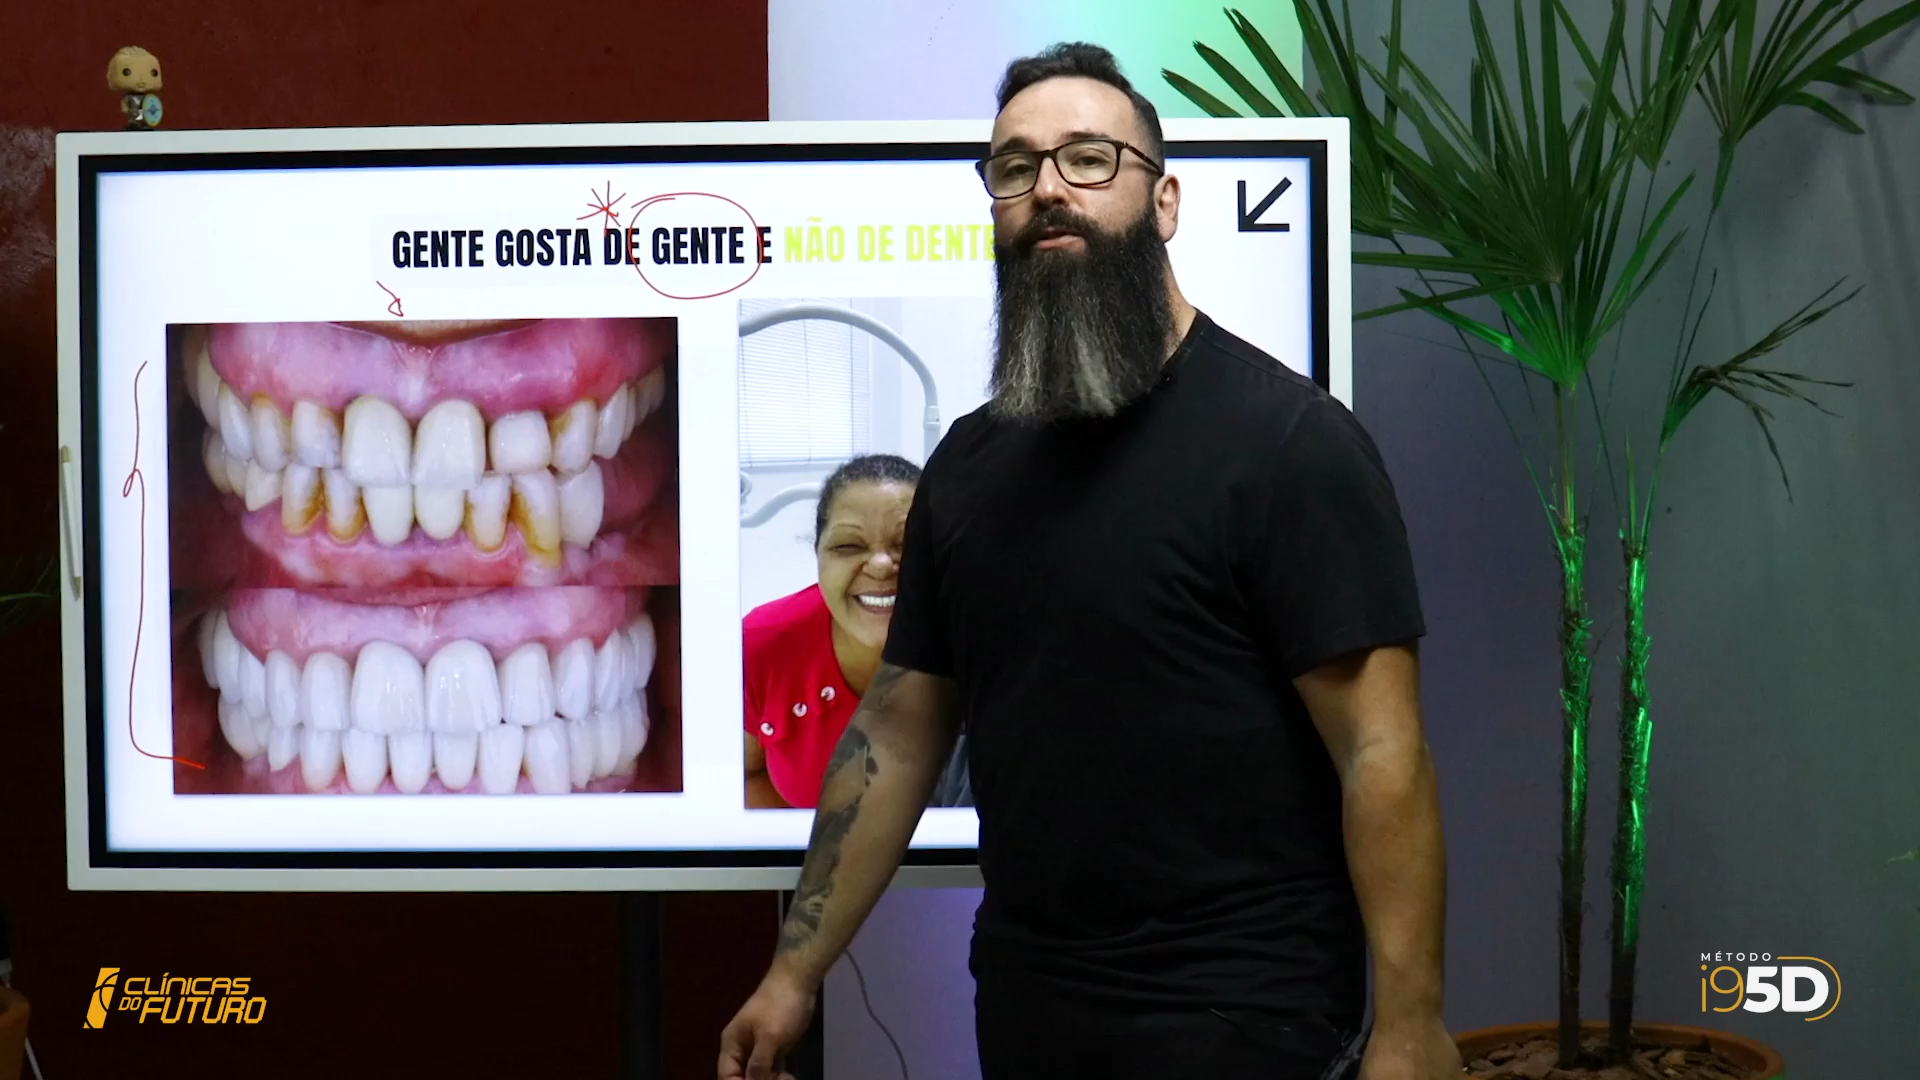 GENTE GOSTA DE GENTE E NÃO DE DENTE
CLÍNICAS
DO FUTURO
MÉTODO
i95D